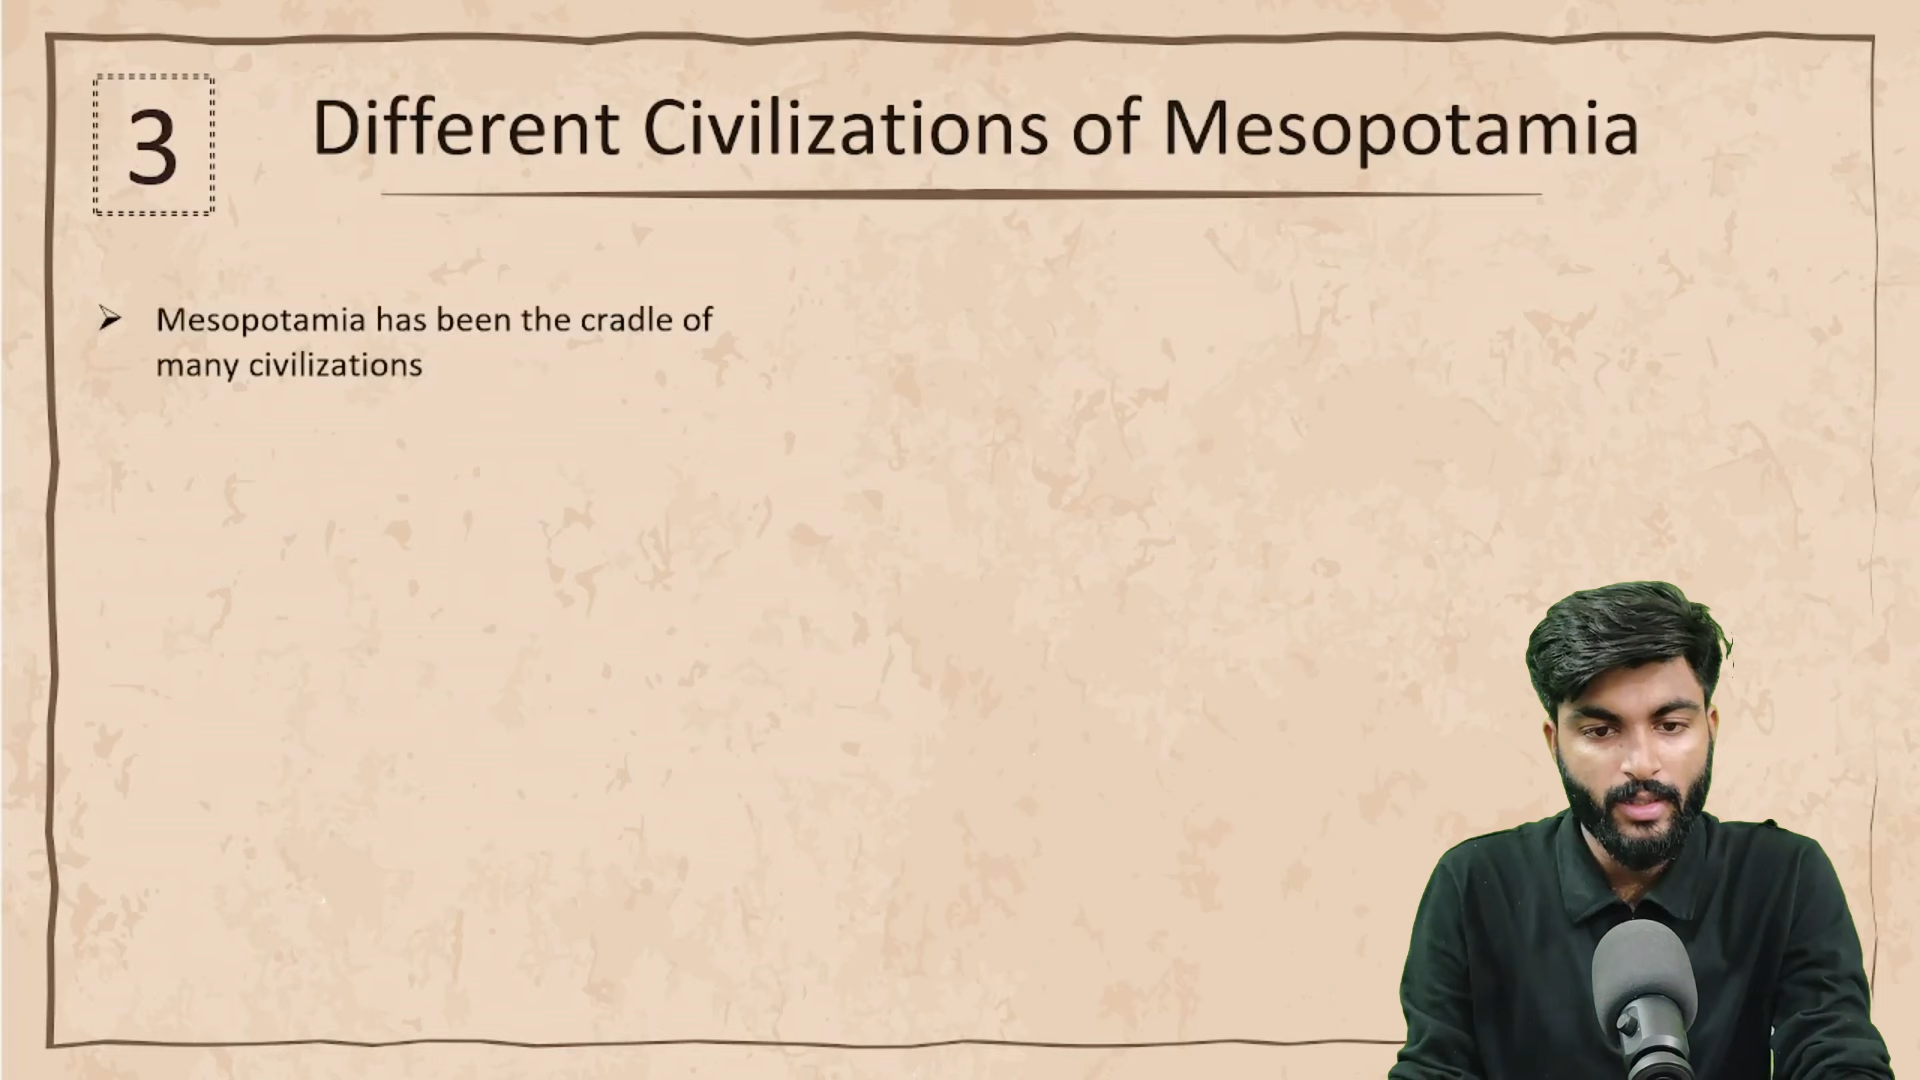 3
Different Civilizations of Mesopotamia
➢ Mesopotamia has been the cradle of
many civilizations